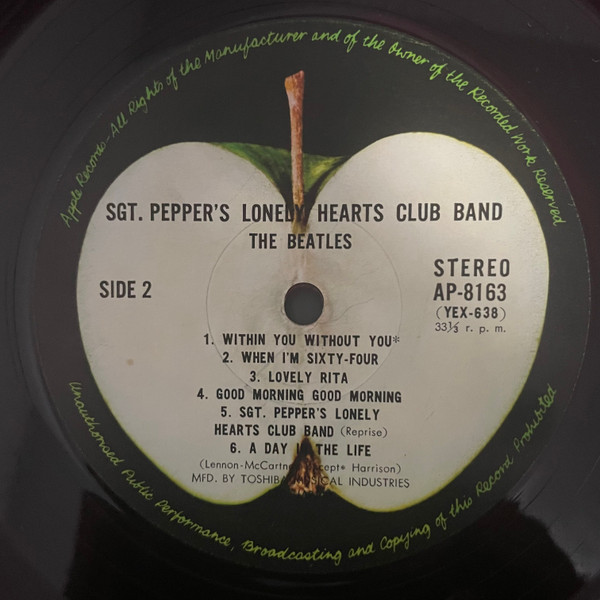 Apple Records-All Rights of the Manufacturer and of the Owner of the Recorded Work Reserved
SGT. PEPPER'S LONELY HEARTS CLUB BAND
THE BEATLES
SIDE 2
STEREO
AP-8163
(YEX-638)
33⅓ r. p. m.
1. WITHIN YOU WITHOUT YOU*
2. WHEN I'M SIXTY-FOUR
3. LOVELY RITA
4. GOOD MORNING GOOD MORNING
5. SGT. PEPPER'S LONELY
HEARTS CLUB BAND (Reprise)
6. A DAY IN THE LIFE
(Lennon-McCartney except* Harrison)
MFD. BY TOSHIBA MUSICAL INDUSTRIES
Unauthorised Public Performance, Broadcasting and Copying of this Record Prohibited